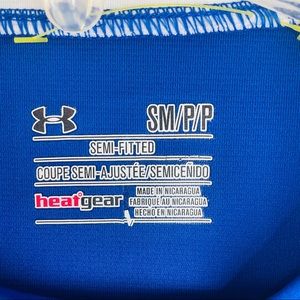 SM/P/P
SEMI-FITTED
COUPE SEMI-AJUSTÉE/SEMICEÑIDO
heatgear
MADE IN NICARAGUA
FABRIQUÉ AU NICARAGUA
HECHO EN NICARAGUA